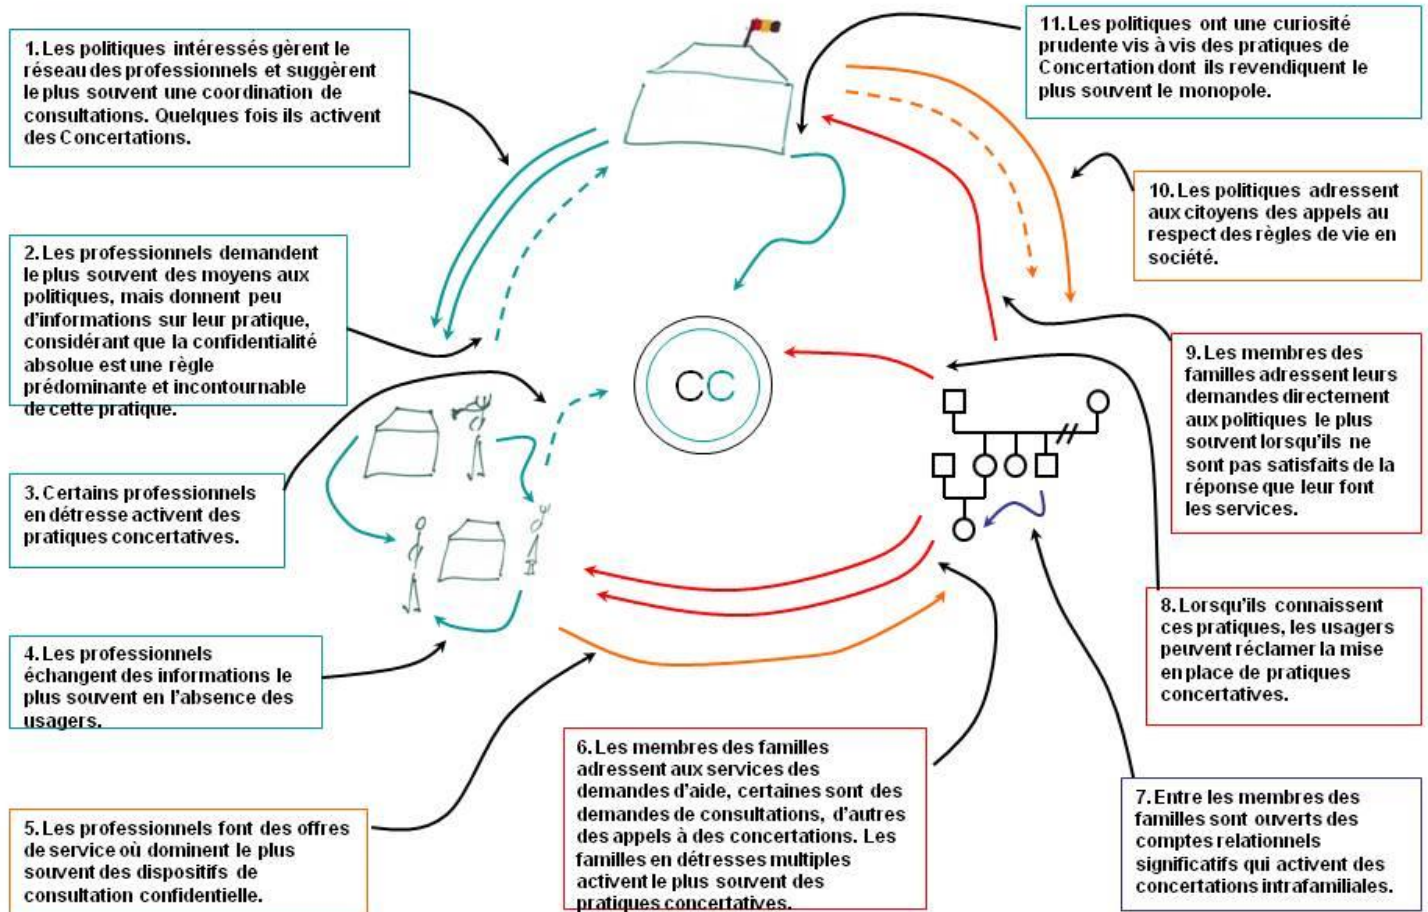 1. Les politiques intéressés gèrent le
réseau des professionnels et suggèrent
le plus souvent une coordination de
consultations. Quelques fois ils activent
des Concertations.
2. Les professionnels demandent
le plus souvent des moyens aux
politiques, mais donnent peu
d'informations sur leur pratique,
considérant que la confidentialité
absolue est une règle
prédominante et incontournable
de cette pratique.
3. Certains professionnels
en détresse activent des
pratiques concertatives.
4. Les professionnels
échangent des informations le
plus souvent en l'absence des
usagers.
5. Les professionnels font des offres
de service où dominent le plus
souvent des dispositifs de
consultation confidentielle.
6. Les membres des familles
adressent aux services des
demandes d'aide, certaines sont des
demandes de consultations, d'autres
des appels à des concertations. Les
familles en détresses multiples
activent le plus souvent des
pratiques concertatives.
7. Entre les membres des
familles sont ouverts des
comptes relationnels
significatifs qui activent des
concertations intrafamiliales.
8. Lorsqu'ils connaissent
ces pratiques, les usagers
peuvent réclamer la mise
en place de pratiques
concertatives.
9. Les membres des
familles adressent leurs
demandes directement
aux politiques le plus
souvent lorsqu'ils ne
sont pas satisfaits de la
réponse que leur font
les services.
10. Les politiques adressent
aux citoyens des appels au
respect des règles de vie en
société.
11. Les politiques ont une curiosité
prudente vis à vis des pratiques de
Concertation dont ils revendiquent le
plus souvent le monopole.
CC